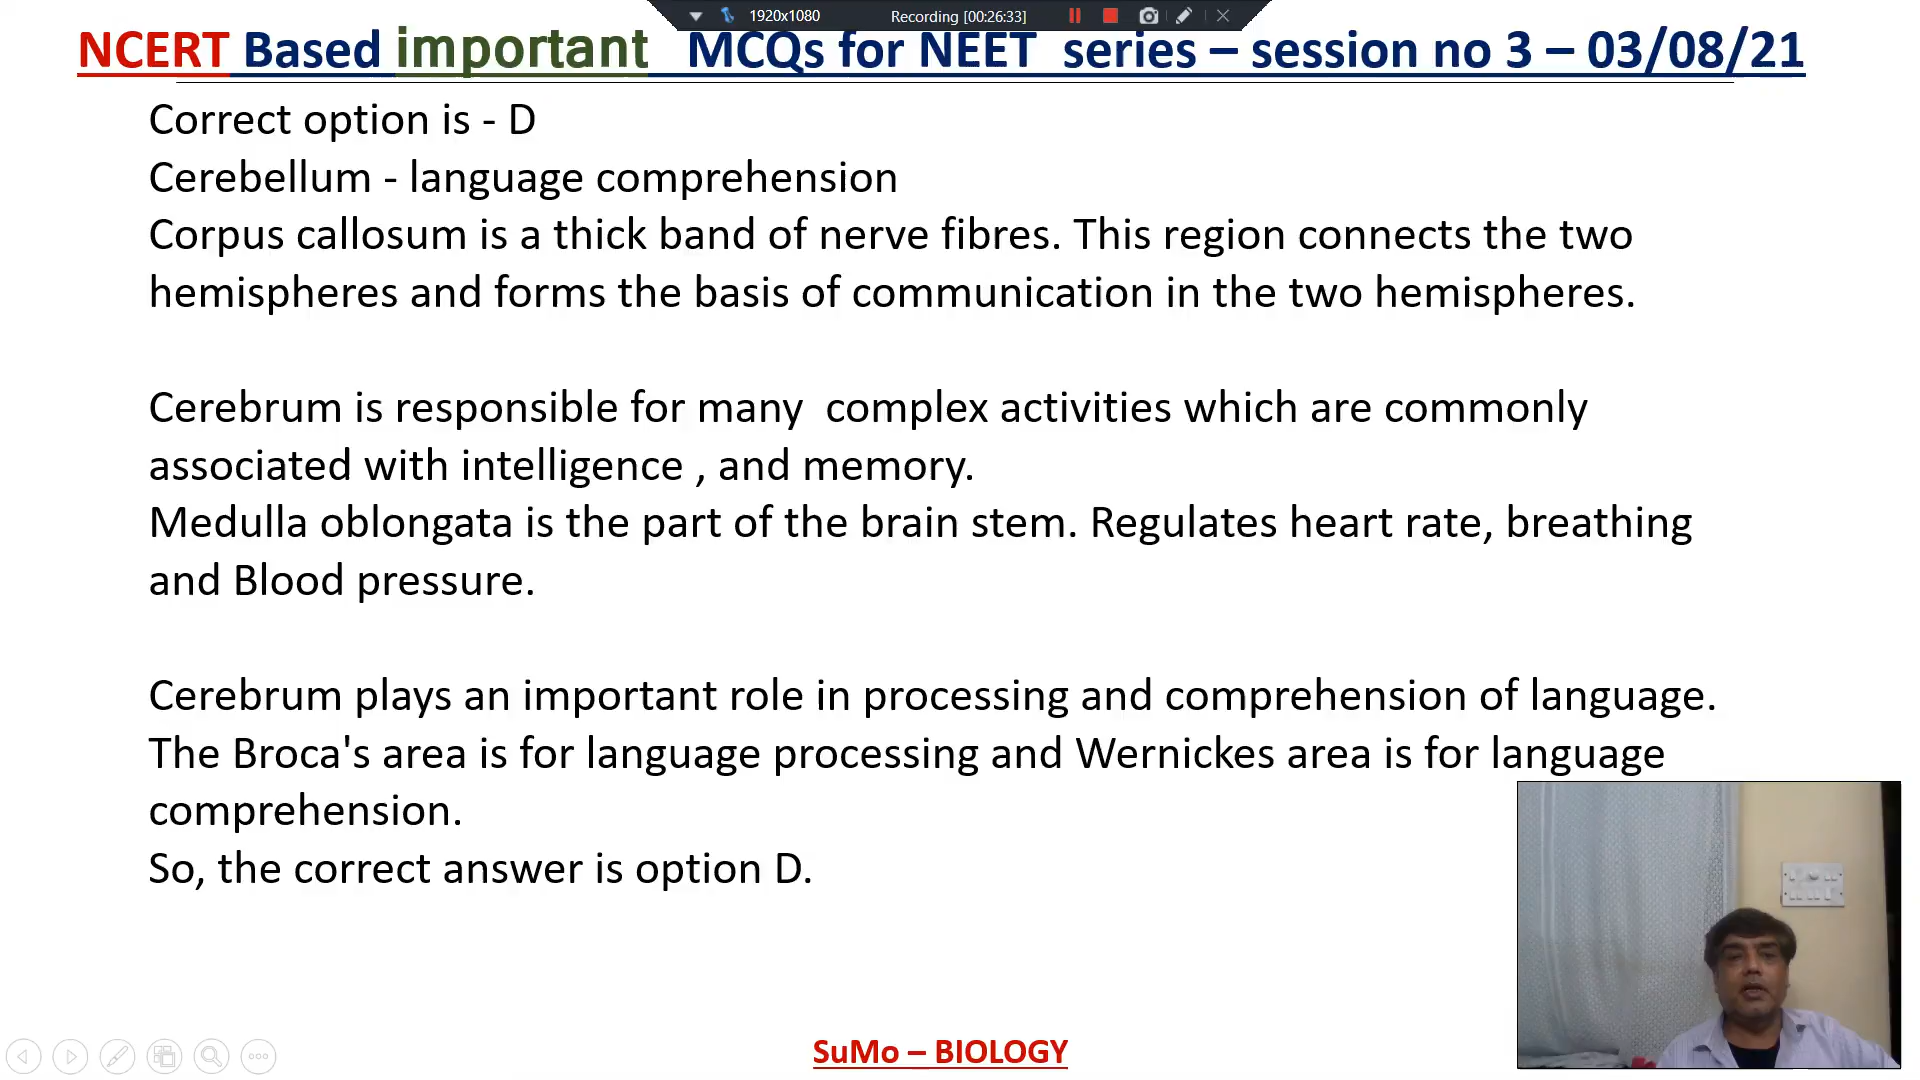 1920x1080 Recording [00:26:33]
NCERT Based important MCQs for NEET series – session no 3 – 03/08/21
Correct option is - D
Cerebellum - language comprehension
Corpus callosum is a thick band of nerve fibres. This region connects the two
hemispheres and forms the basis of communication in the two hemispheres.
Cerebrum is responsible for many complex activities which are commonly
associated with intelligence , and memory.
Medulla oblongata is the part of the brain stem. Regulates heart rate, breathing
and Blood pressure.
Cerebrum plays an important role in processing and comprehension of language.
The Broca's area is for language processing and Wernickes area is for language
comprehension.
So, the correct answer is option D.
SuMo – BIOLOGY